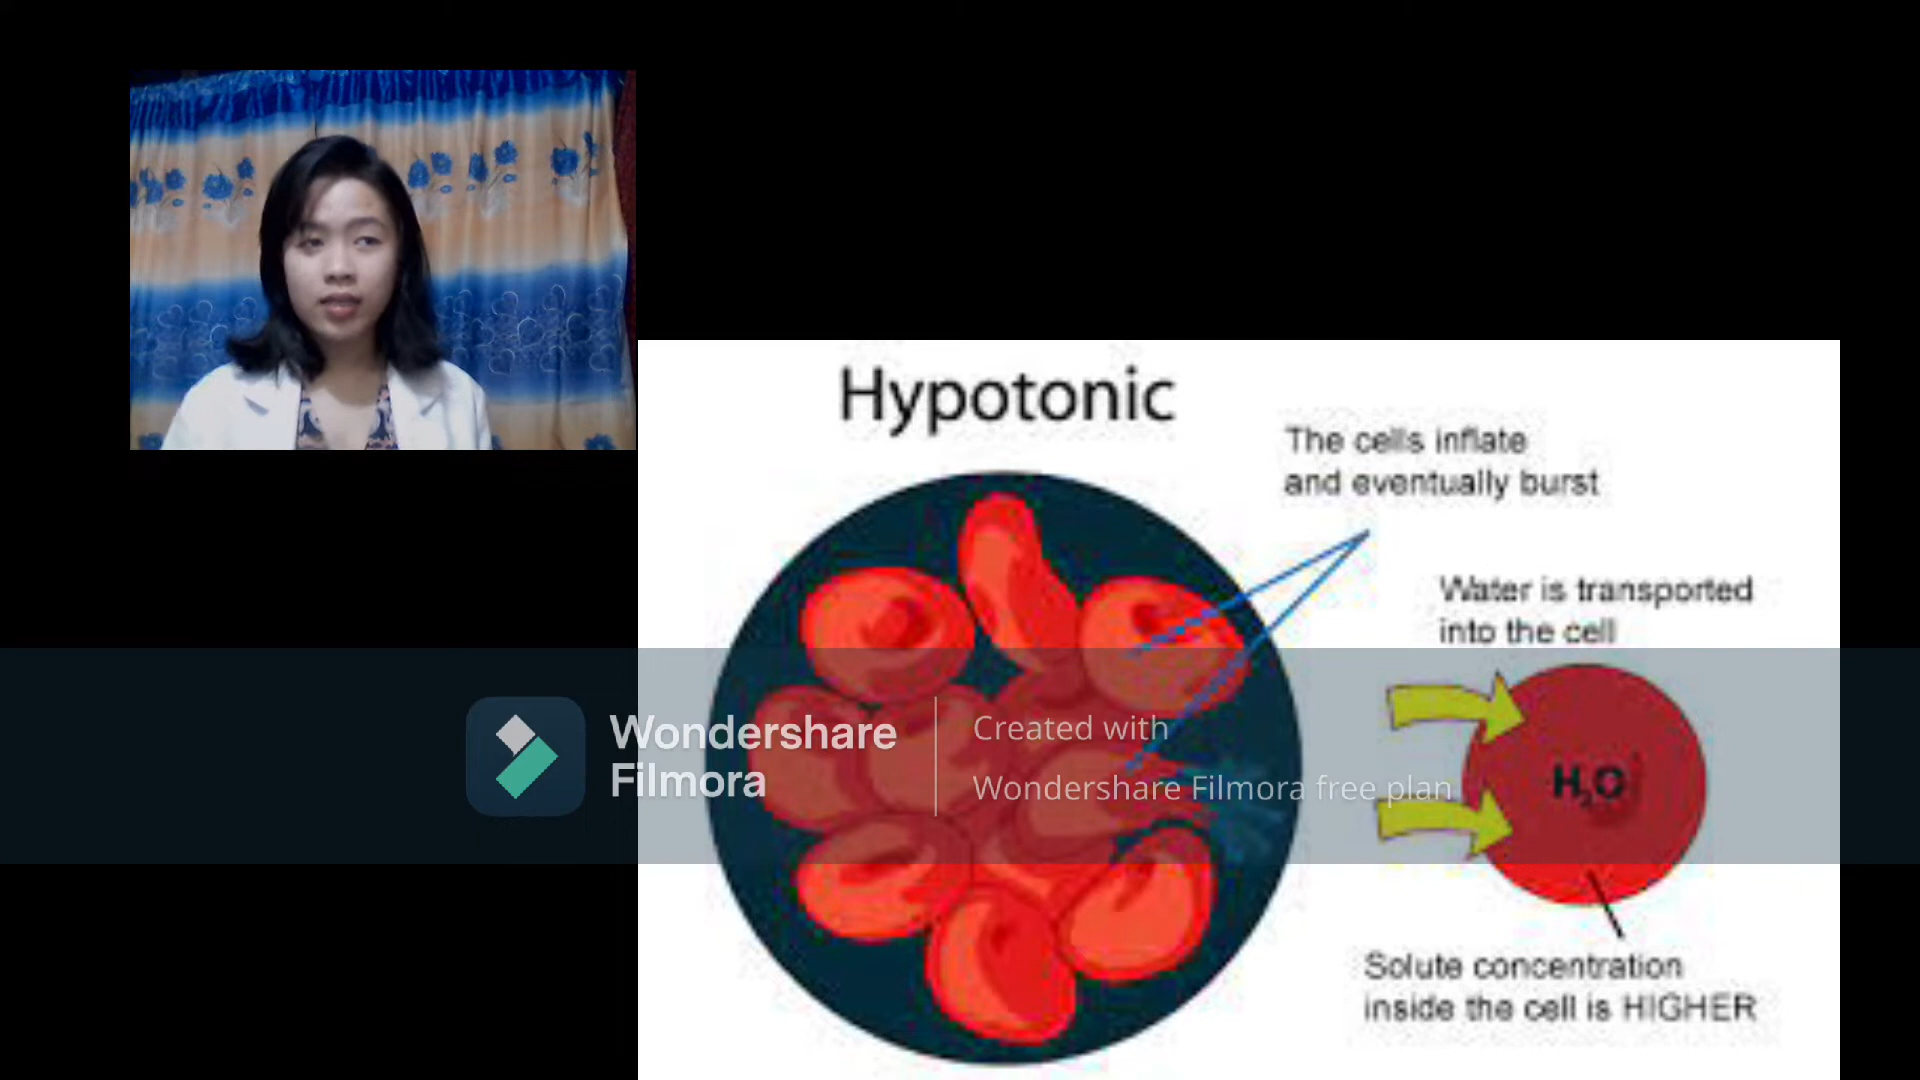 Hypotonic
The cells inflate
and eventually burst
Water is transported
into the cell
Wondershare
Filmora
Created with
Wondershare Filmora free plan
H₂O
Solute concentration
inside the cell is HIGHER